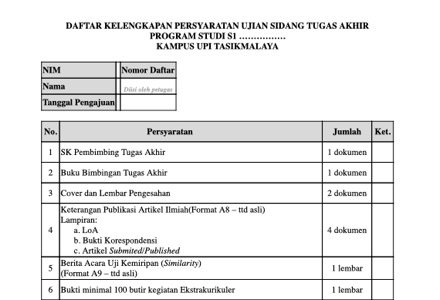 DAFTAR KELENGKAPAN PERSYARATAN UJIAN SIDANG TUGAS AKHIR
PROGRAM STUDI S1 ................
KAMPUS UPI TASIKMALAYA
NIM Nomor Daftar
Nama Diisi oleh petugas
Tanggal Pengajuan
No. Persyaratan Jumlah Ket.
1 SK Pembimbing Tugas Akhir 1 dokumen
2 Buku Bimbingan Tugas Akhir 1 dokumen
3 Cover dan Lembar Pengesahan 2 dokumen
4 Keterangan Publikasi Artikel Ilmiah(Format A8 – ttd asli) 4 dokumen
Lampiran:
a. LoA
b. Bukti Korespondensi
c. Artikel Submited/Published
5 Berita Acara Uji Kemiripan (Similarity) 1 lembar
(Format A9 – ttd asli)
6 Bukti minimal 100 butir kegiatan Ekstrakurikuler 1 lembar